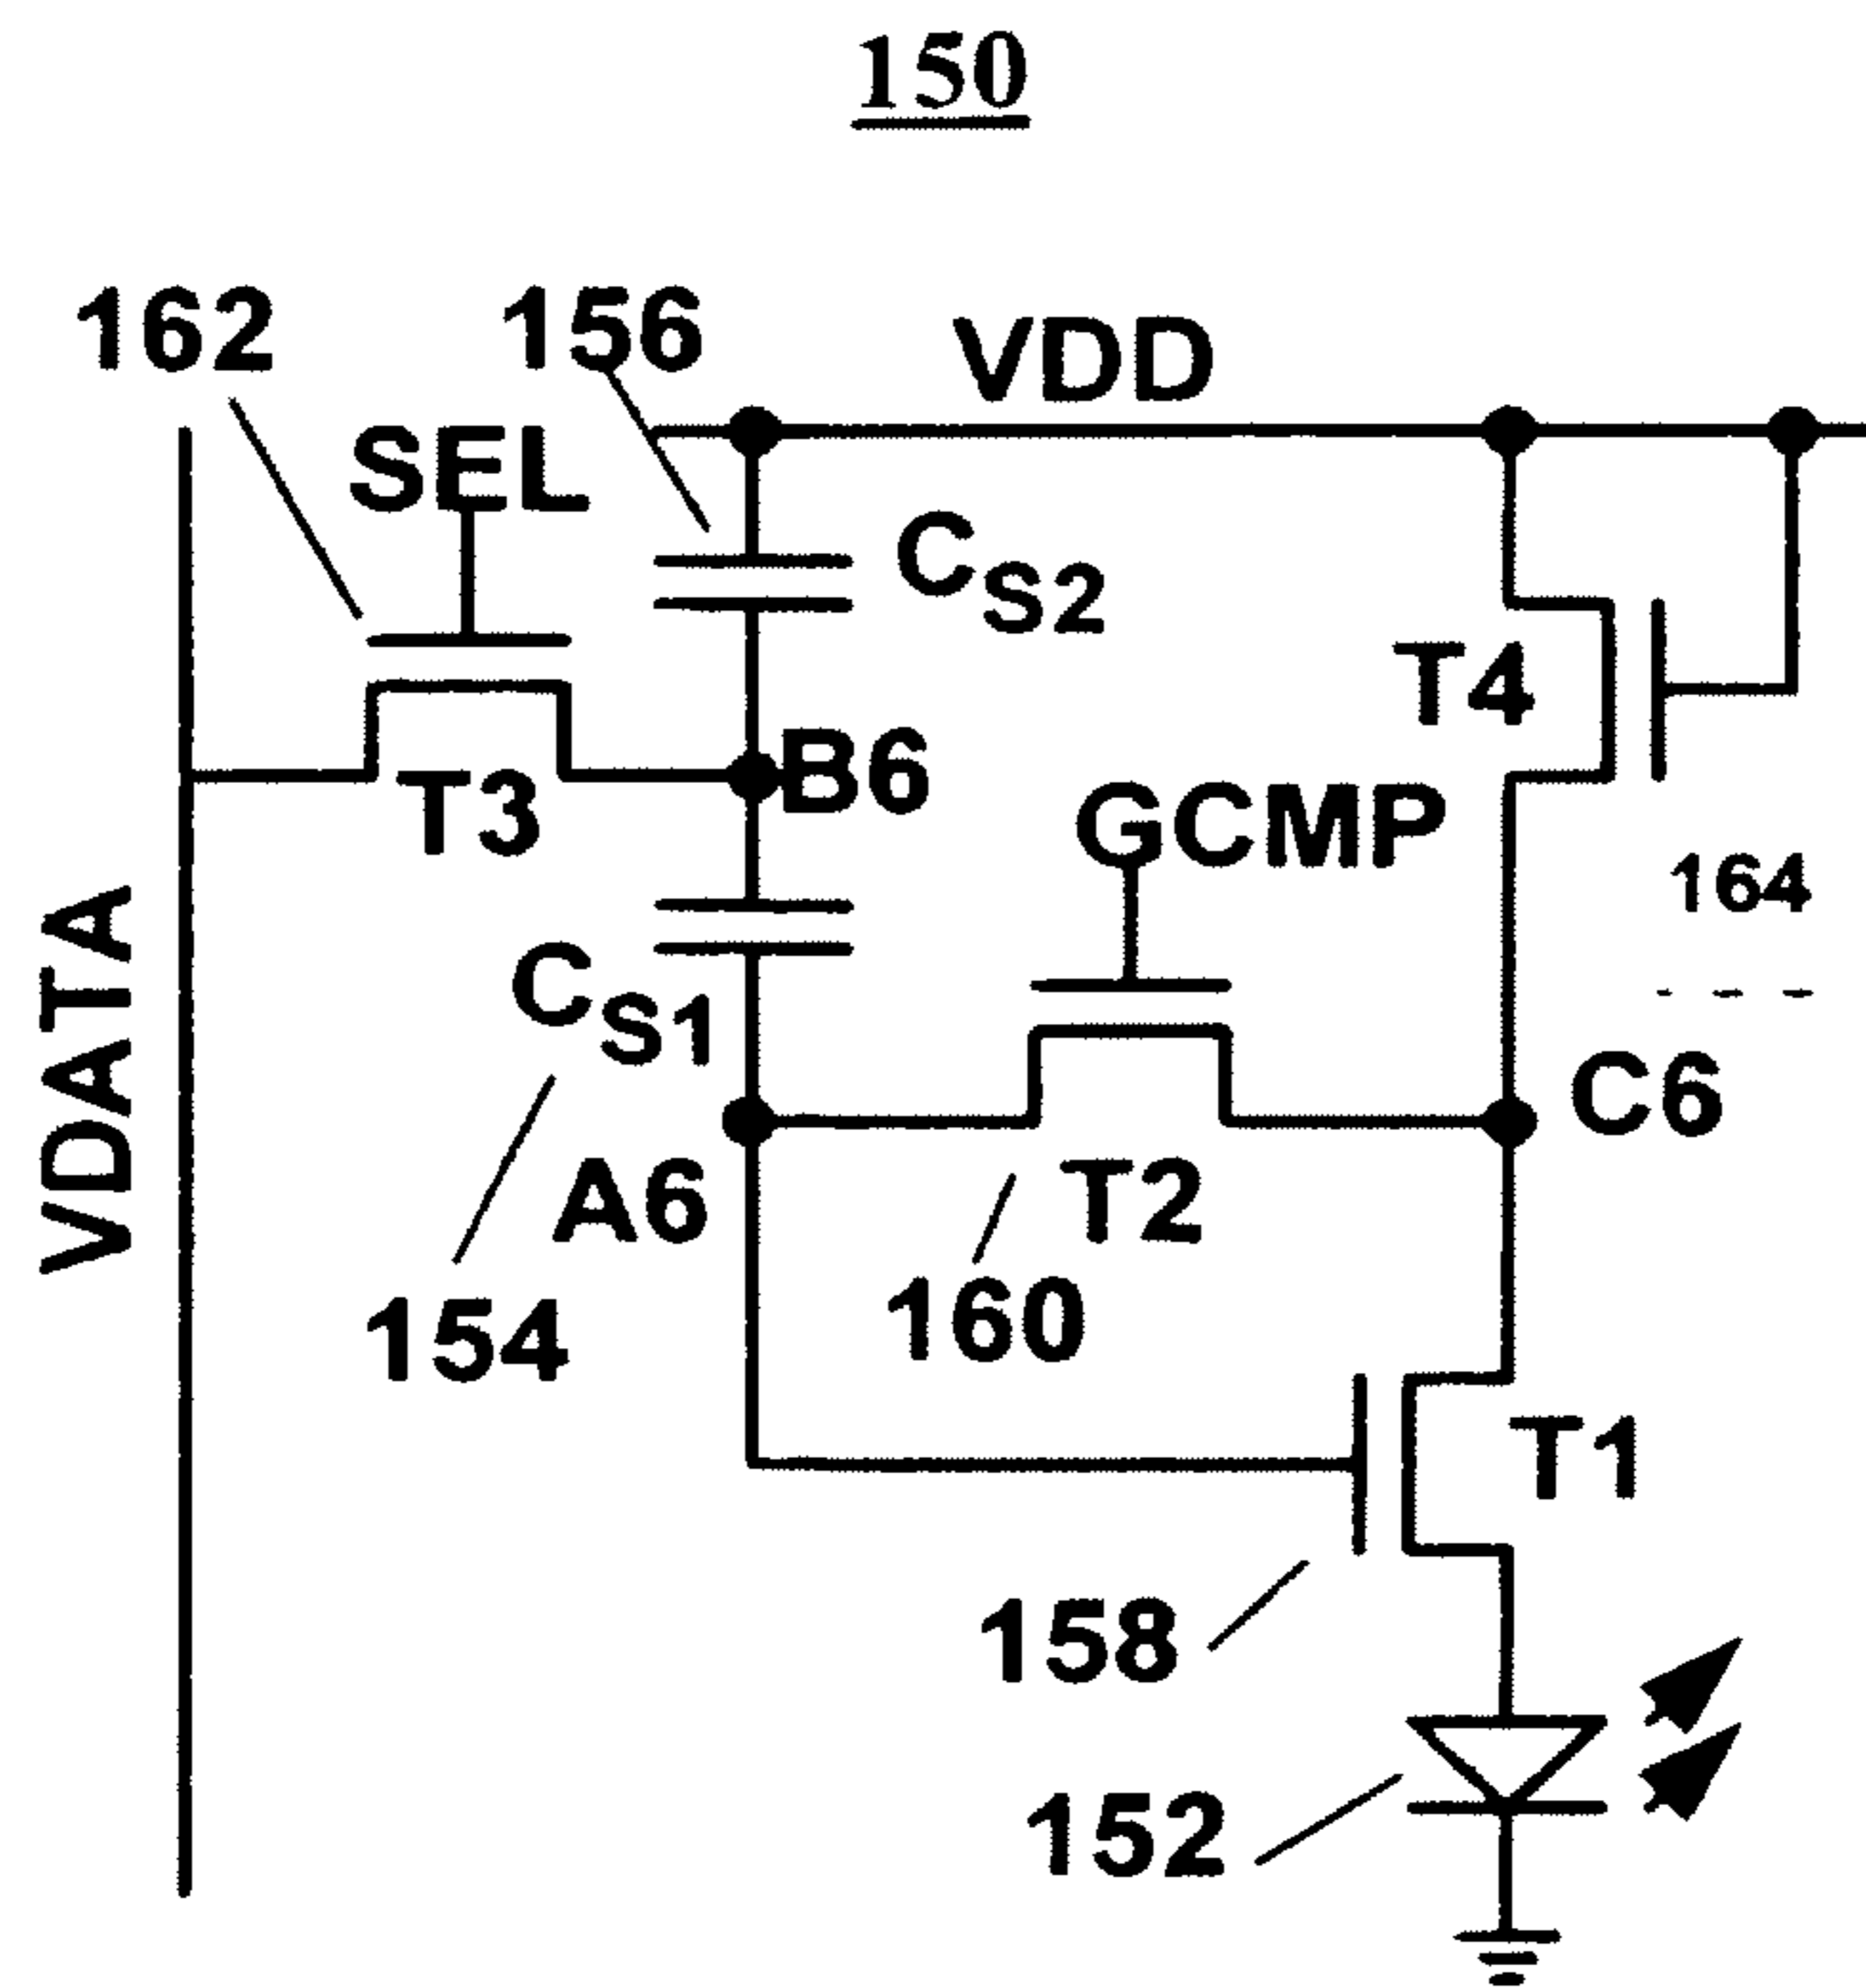 150
162
156
VDD
SEL
CS2
T4
B6
T3
GCMP
164
VDATA
CS1
C6
A6
T2
154
160
T1
158
152